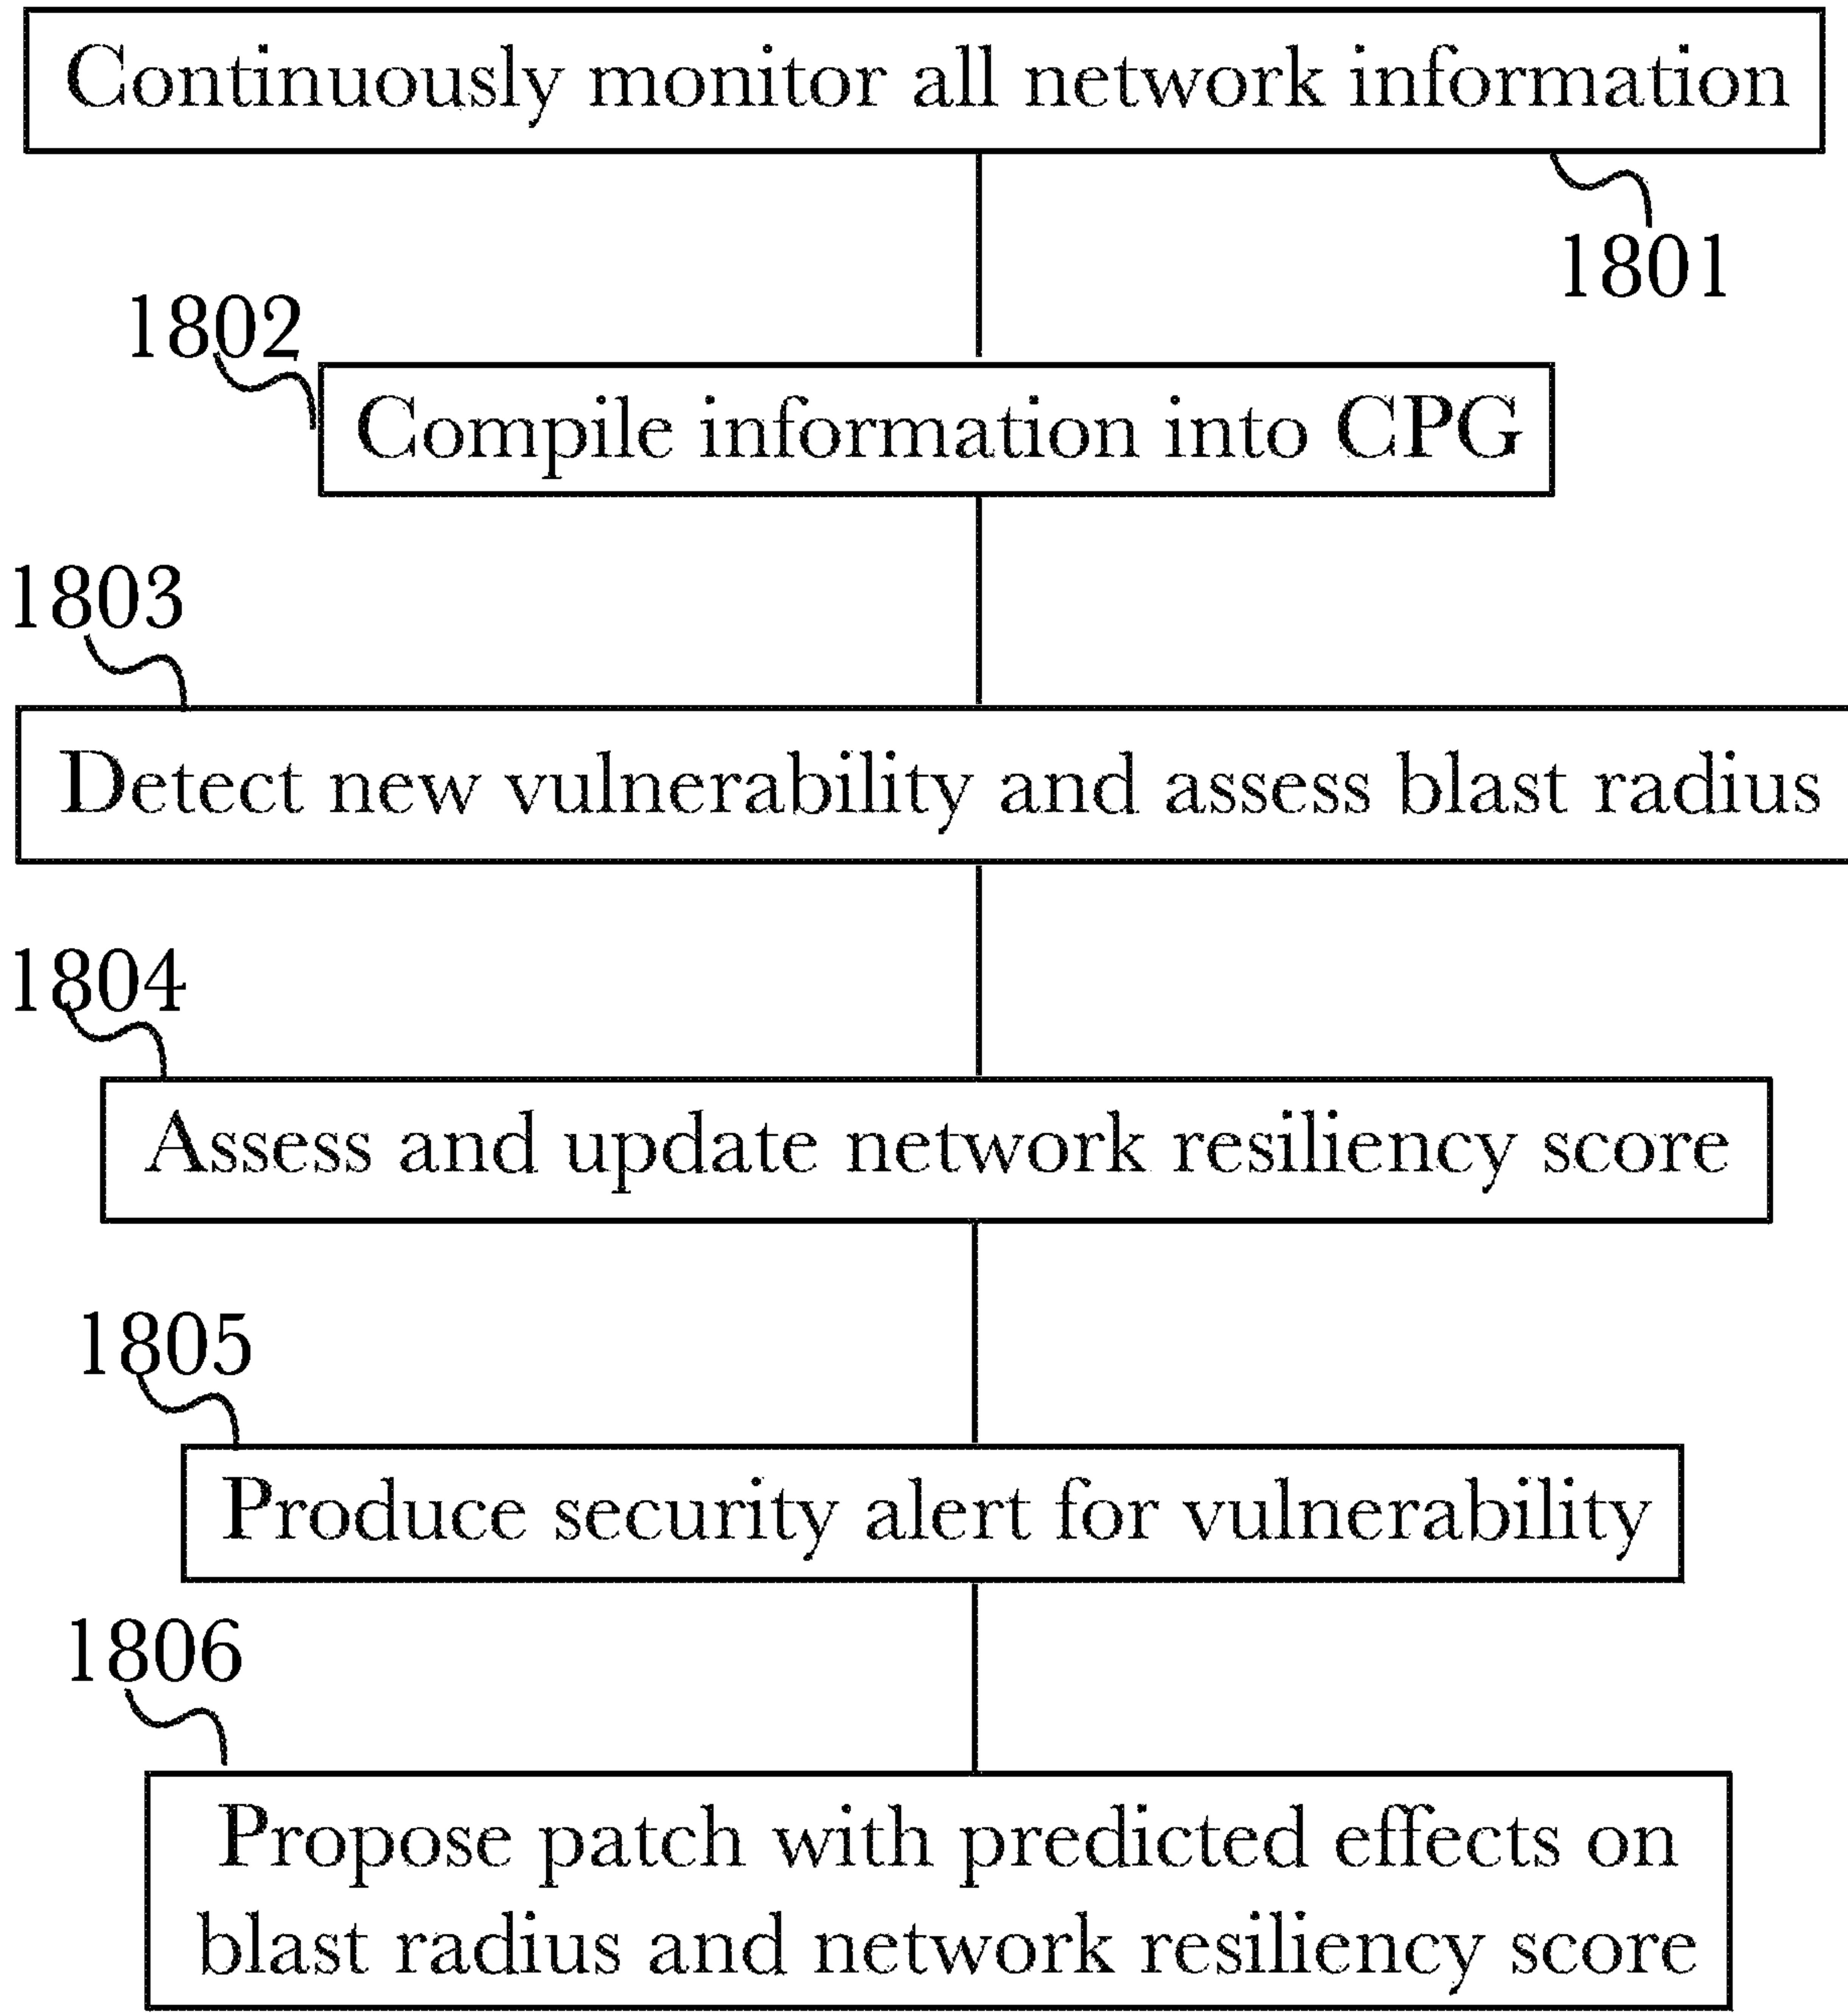 Continuously monitor all network information
1801
1802
Compile information into CPG
1803
Detect new vulnerability and assess blast radius
1804
Assess and update network resiliency score
1805
Produce security alert for vulnerability
1806
Propose patch with predicted effects on
blast radius and network resiliency score